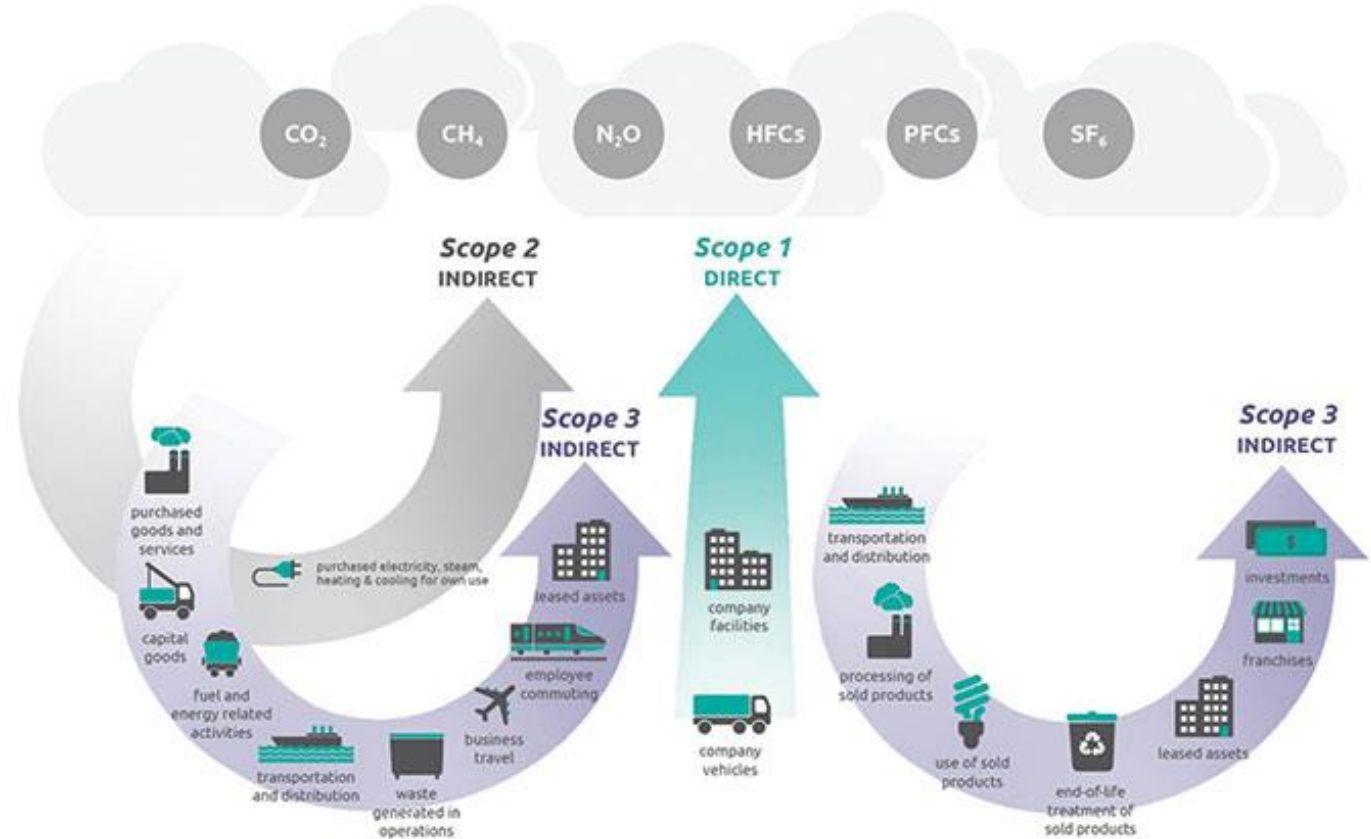 CO₂
CH₄
N₂O
HFCs
PFCs
SF₆
Scope 2
INDIRECT
Scope 1
DIRECT
Scope 3
INDIRECT
Scope 3
INDIRECT
purchased
goods and
services
capital
goods
fuel and
energy related
activities
purchased electricity, steam,
heating & cooling for own use
transportation
and distribution
waste
generated in
operations
business
travel
employee
commuting
leased assets
company
facilities
company
vehicles
transportation
and distribution
processing of
sold products
use of sold
products
end-of-life
treatment of
sold products
leased assets
franchises
$
investments